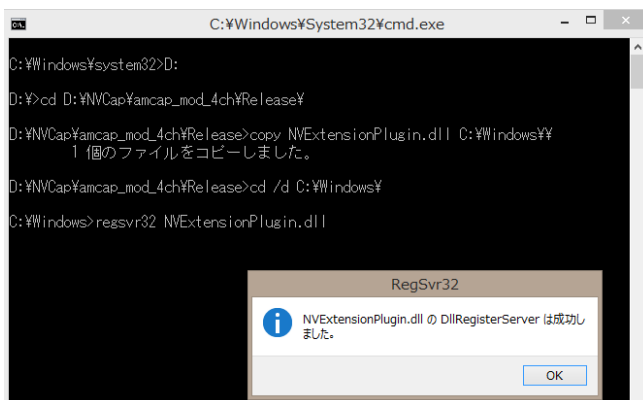 C:¥Windows¥System32¥cmd.exe
C:¥Windows¥system32>D:
D:¥>cd D:¥NVCap¥amcap_mod_4ch¥Release¥
D:¥NVCap¥amcap_mod_4ch¥Release>copy NVExtensionPlugin.dll C:¥Windows¥¥
1 個のファイルをコピーしました。
D:¥NVCap¥amcap_mod_4ch¥Release>cd /d C:¥Windows¥
C:¥Windows>regsvr32 NVExtensionPlugin.dll
RegSvr32
NVExtensionPlugin.dll の DllRegisterServer は成功し
ました。
OK